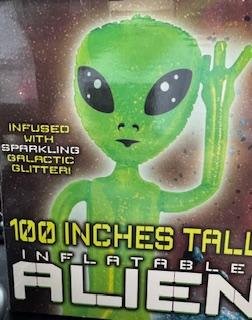 INFUSED
WITH
SPARKLING
GALACTIC
GLITTER!
100 INCHES TALL
INFLATABLE
ALIEN